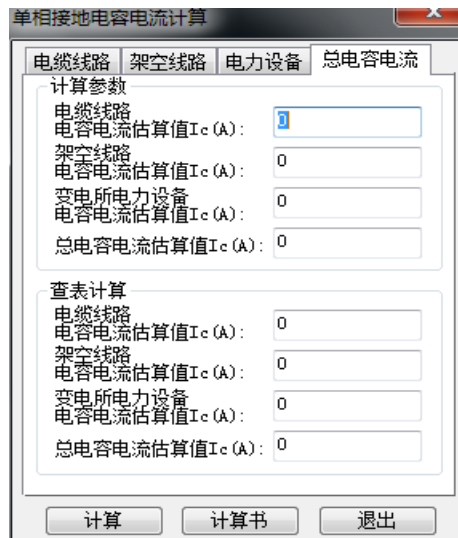 单相接地电容电流计算
电缆线路 架空线路 电力设备 总电容电流
计算参数
电缆线路
电容电流估算值Ic(A): 0
架空线路
电容电流估算值Ic(A): 0
变电所电力设备
电容电流估算值Ic(A): 0
总电容电流估算值Ic(A): 0
查表计算
电缆线路
电容电流估算值Ic(A): 0
架空线路
电容电流估算值Ic(A): 0
变电所电力设备
电容电流估算值Ic(A): 0
总电容电流估算值Ic(A): 0
计算 计算书 退出